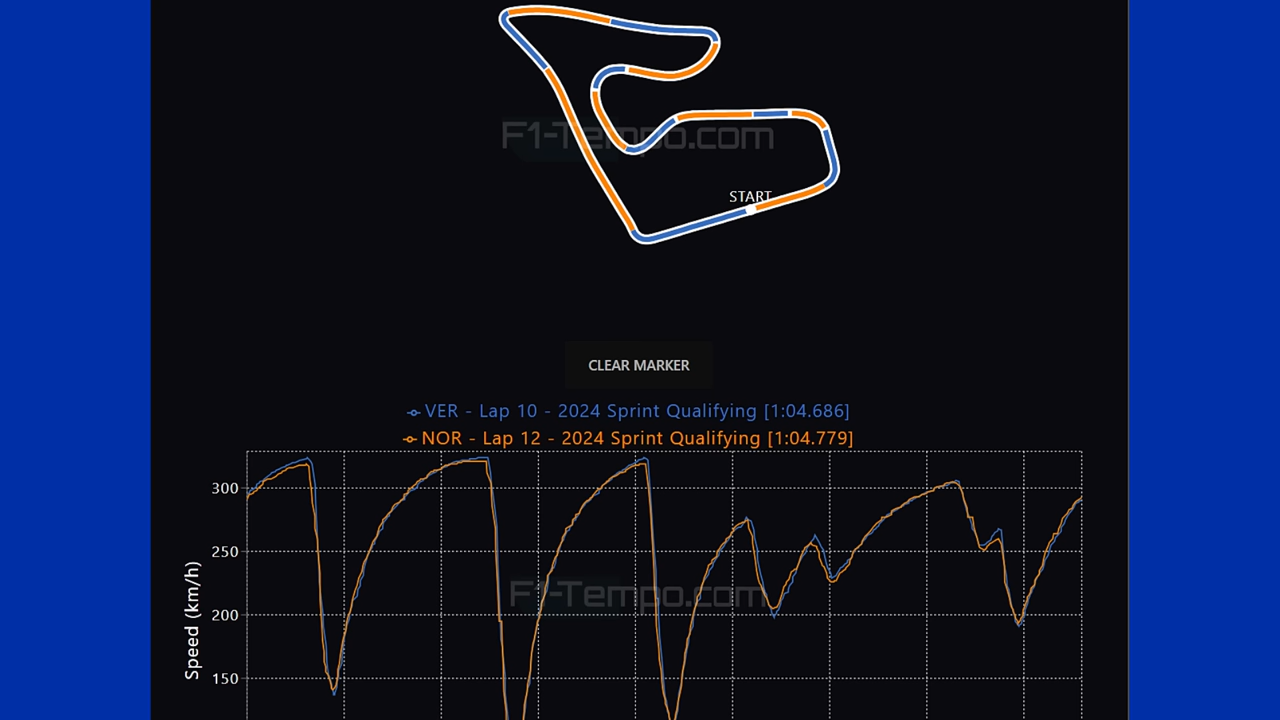 F1-Tempo.com
START
CLEAR MARKER
VER - Lap 10 - 2024 Sprint Qualifying [1:04.686]
NOR - Lap 12 - 2024 Sprint Qualifying [1:04.779]
300
250
200
150
Speed (km/h)
F1-Tempo.com